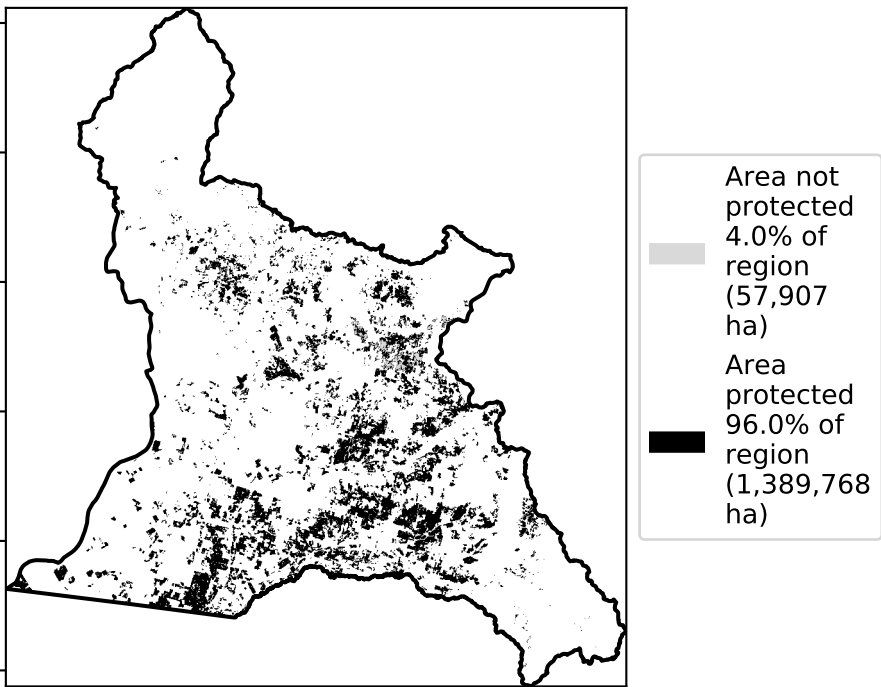 Area not
protected
4.0% of
region
(57,907
ha)
Area
protected
96.0% of
region
(1,389,768
ha)